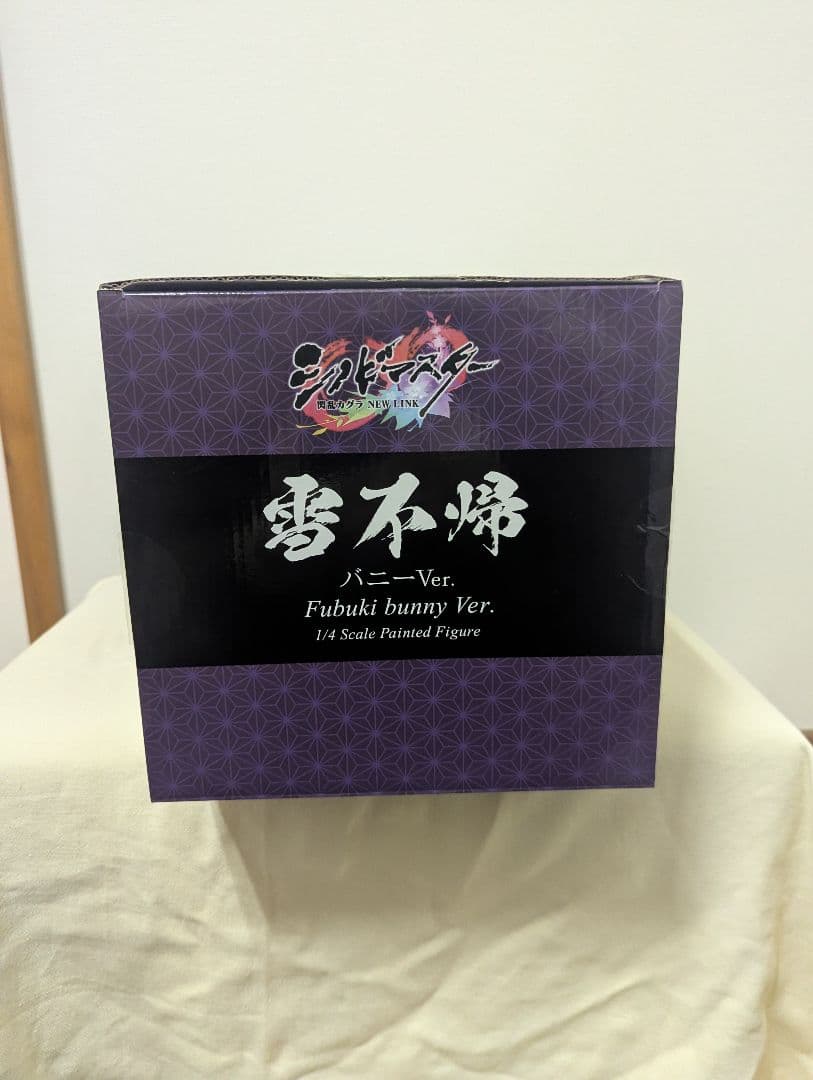 シノビマスター
閃乱カグラ NEW LINK
雪不帰
バニーVer.
Fubuki bunny Ver.
1/4 Scale Painted Figure